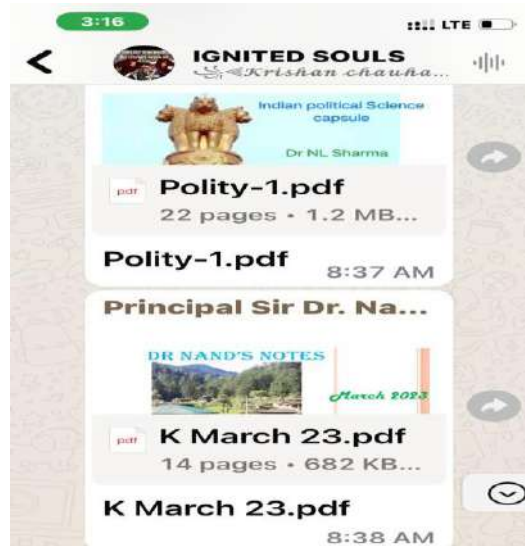 3:16
LTE
IGNITED SOULS
Krishan chauha...
Indian political Science
capsule
Dr NL Sharma
pdf
Polity-1.pdf
22 pages • 1.2 MB...
Polity-1.pdf
8:37 AM
Principal Sir Dr. Na...
DR NAND'S NOTES
March 2023
pdf
K March 23.pdf
14 pages • 682 KB...
K March 23.pdf
8:38 AM